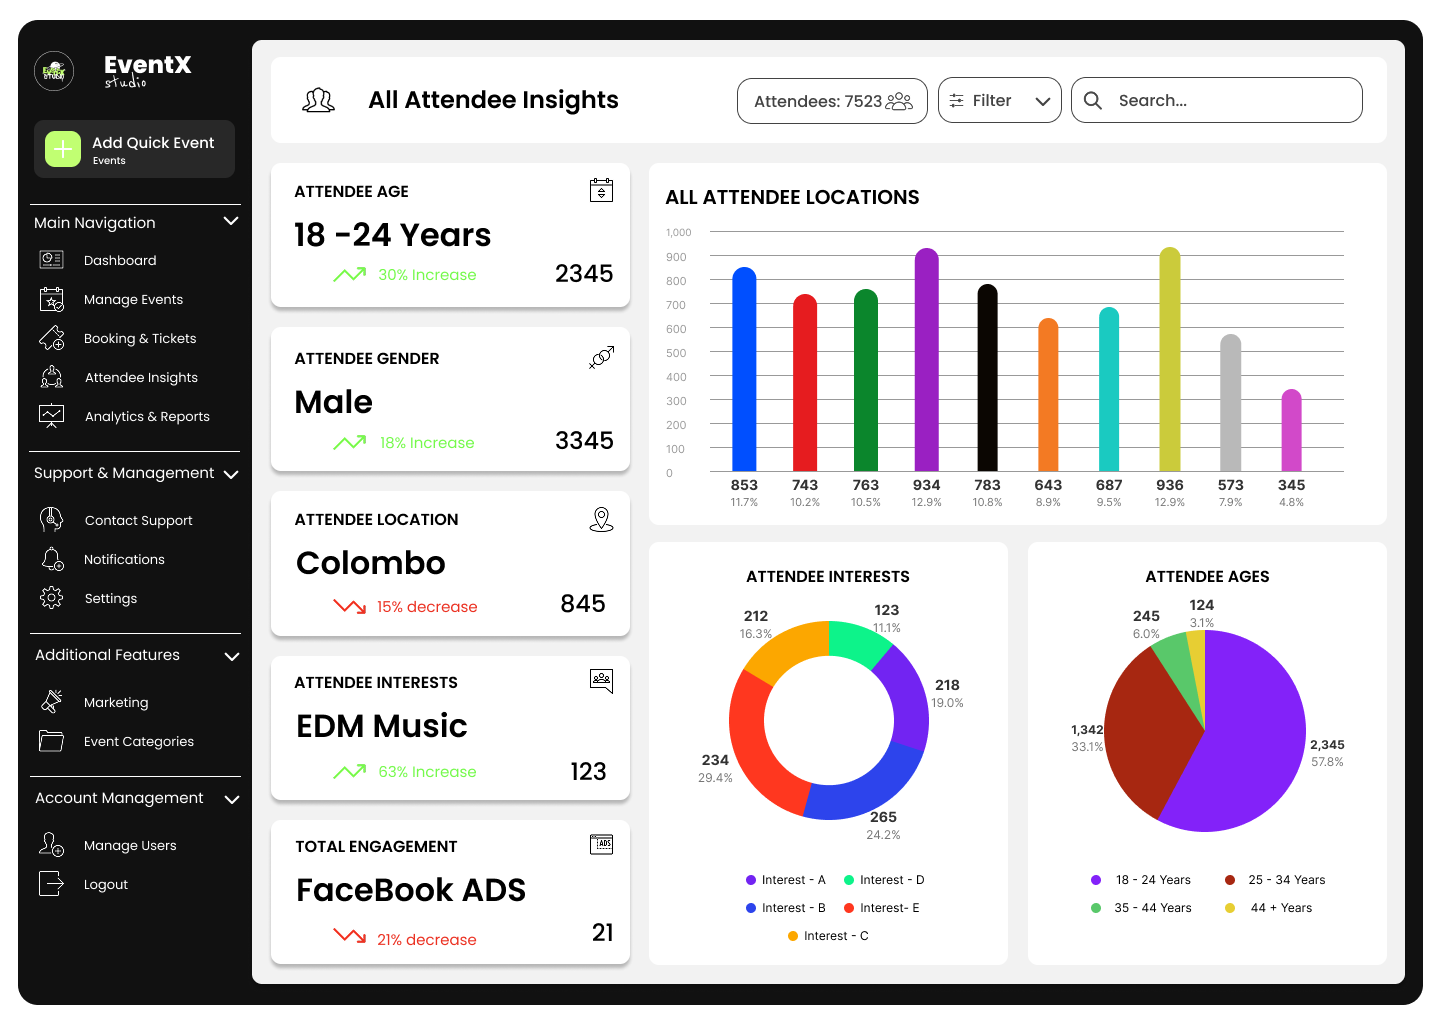 EventX
studio
Add Quick Event
Events
Main Navigation
Dashboard
Manage Events
Booking & Tickets
Attendee Insights
Analytics & Reports
Support & Management
Contact Support
Notifications
Settings
Additional Features
Marketing
Event Categories
Account Management
Manage Users
Logout
All Attendee Insights
Attendees: 7523
Filter
Search...
ATTENDEE AGE
18 -24 Years
30% Increase
2345
ATTENDEE GENDER
Male
18% Increase
3345
ATTENDEE LOCATION
Colombo
15% decrease
845
ATTENDEE INTERESTS
EDM Music
63% Increase
123
TOTAL ENGAGEMENT
ADS
FaceBook ADS
21% decrease
21
ALL ATTENDEE LOCATIONS
1,000
900
800
700
600
500
400
300
200
100
0
853 743 763 934 783 643 687 936 573 345
11.7% 10.2% 10.5% 12.9% 10.8% 8.9% 9.5% 12.9% 7.9% 4.8%
ATTENDEE INTERESTS
123
11.1%
212
16.3%
218
19.0%
234
29.4%
265
24.2%
Interest - A
Interest - D
Interest - B
Interest- E
Interest - C
ATTENDEE AGES
124
3.1%
245
6.0%
1,342
33.1%
2,345
57.8%
18 - 24 Years
25 - 34 Years
35 - 44 Years
44 + Years